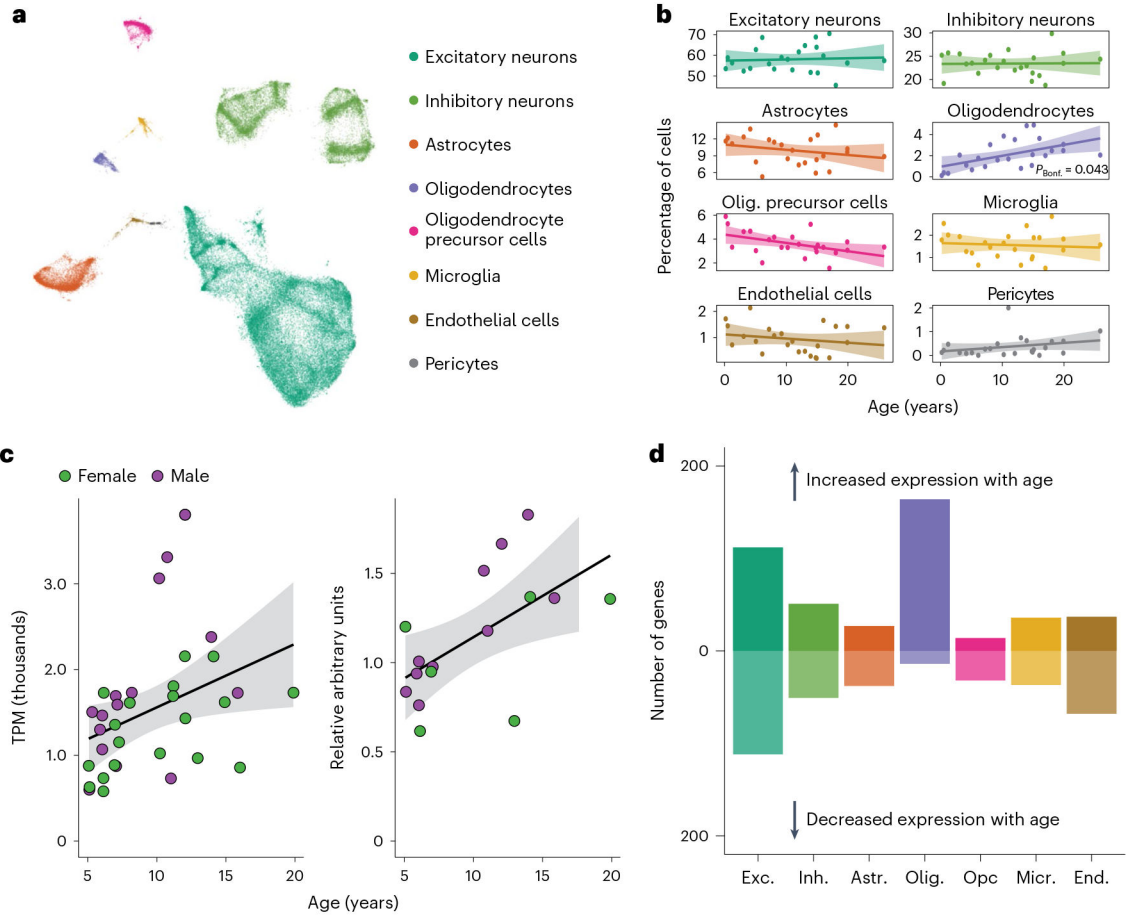 a
Excitatory neurons
Inhibitory neurons
Astrocytes
Oligodendrocytes
Oligodendrocyte
precursor cells
Microglia
Endothelial cells
Pericytes
b
Percentage of cells
Excitatory neurons
70
60
50
Inhibitory neurons
30
25
20
Astrocytes
12
9
6
Oligodendrocytes
4
2
0
PBonf. = 0.043
Olig. precursor cells
6
4
2
Microglia
2
1
Endothelial cells
2
1
Pericytes
2
1
0
0 10 20
0 10 20
Age (years)
c
Female Male
TPM (thousands)
3.0
2.0
1.0
0
5 10 15 20
Relative arbitrary units
1.5
1.0
0.5
0
5 10 15 20
Age (years)
d
Number of genes
200
0
200
Increased expression with age
Decreased expression with age
Exc. Inh. Astr. Olig. Opc Micr. End.